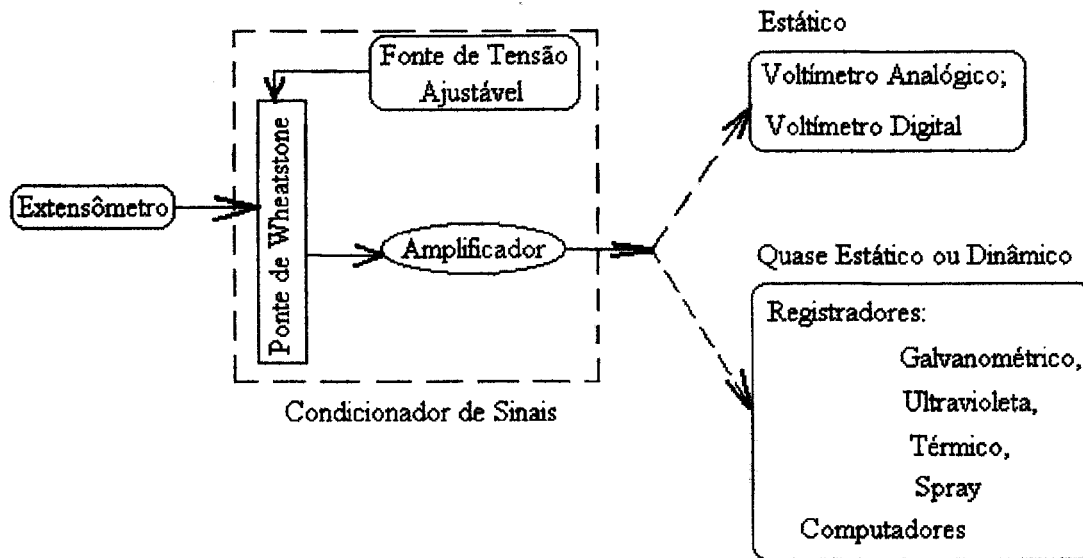 Extensômetro
Fonte de Tensão
Ajustável
Ponte de Wheatstone
Amplificador
Condicionador de Sinais
Estático
Voltímetro Analógico;
Voltímetro Digital
Quase Estático ou Dinâmico
Registradores:
Galvanométrico,
Ultravioleta,
Térmico,
Spray
Computadores